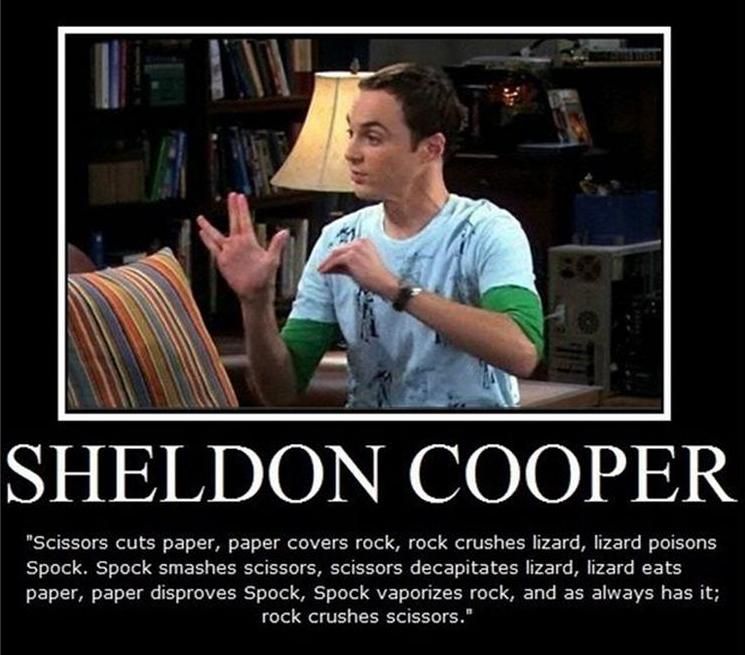 SHELDON COOPER
"Scissors cuts paper, paper covers rock, rock crushes lizard, lizard poisons
Spock. Spock smashes scissors, scissors decapitates lizard, lizard eats
paper, paper disproves Spock, Spock vaporizes rock, and as always has it;
rock crushes scissors."